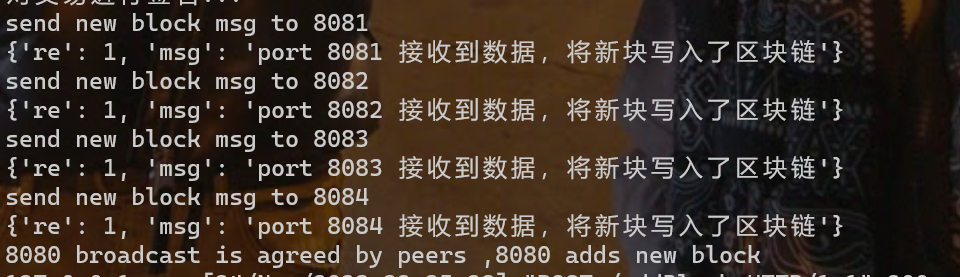 send new block msg to 8081
{'re': 1, 'msg': 'port 8081 接收到数据，将新块写入了区块链'}
send new block msg to 8082
{'re': 1, 'msg': 'port 8082 接收到数据，将新块写入了区块链'}
send new block msg to 8083
{'re': 1, 'msg': 'port 8083 接收到数据，将新块写入了区块链'}
send new block msg to 8084
{'re': 1, 'msg': 'port 8084 接收到数据，将新块写入了区块链'}
8080 broadcast is agreed by peers ,8080 adds new block